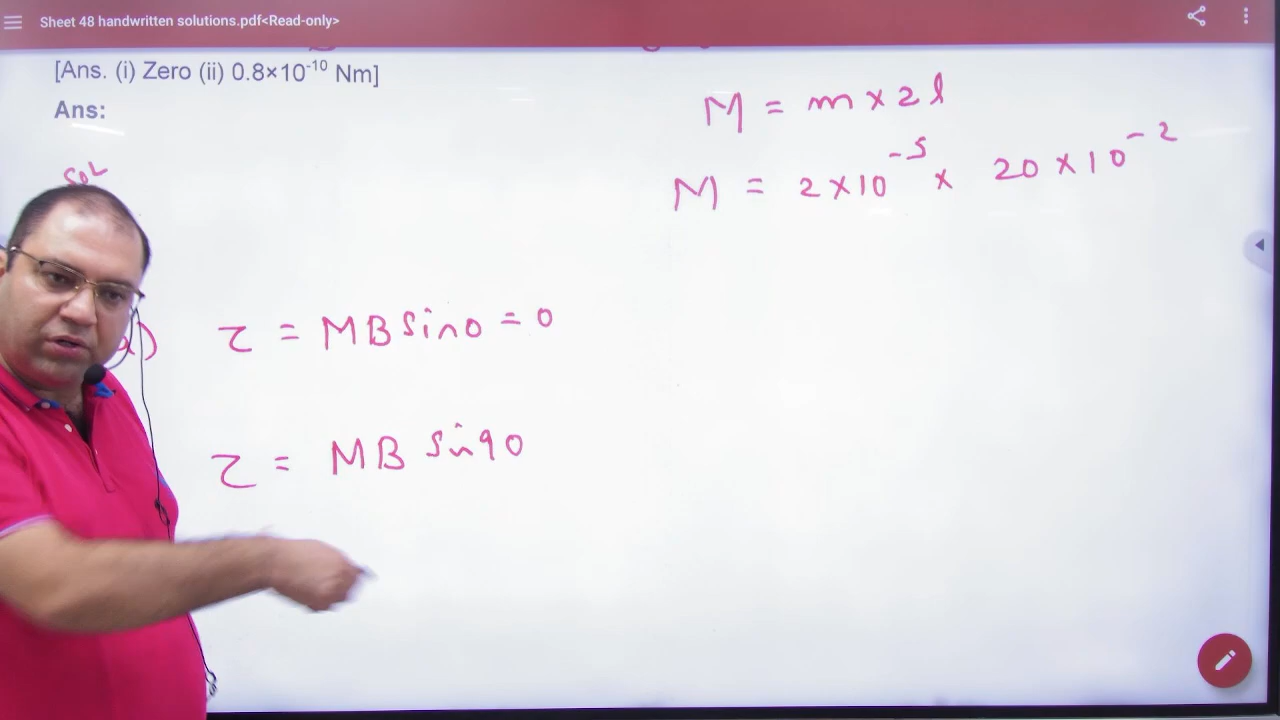 Sheet 48 handwritten solutions.pdf<Read-only>
[Ans. (i) Zero (ii) 0.8×10⁻¹⁰ Nm]
Ans:
Sol
M = m × 2l
M = 2×10⁻⁵ × 20×10⁻²
τ = MB sin0 = 0
τ = MB sin90